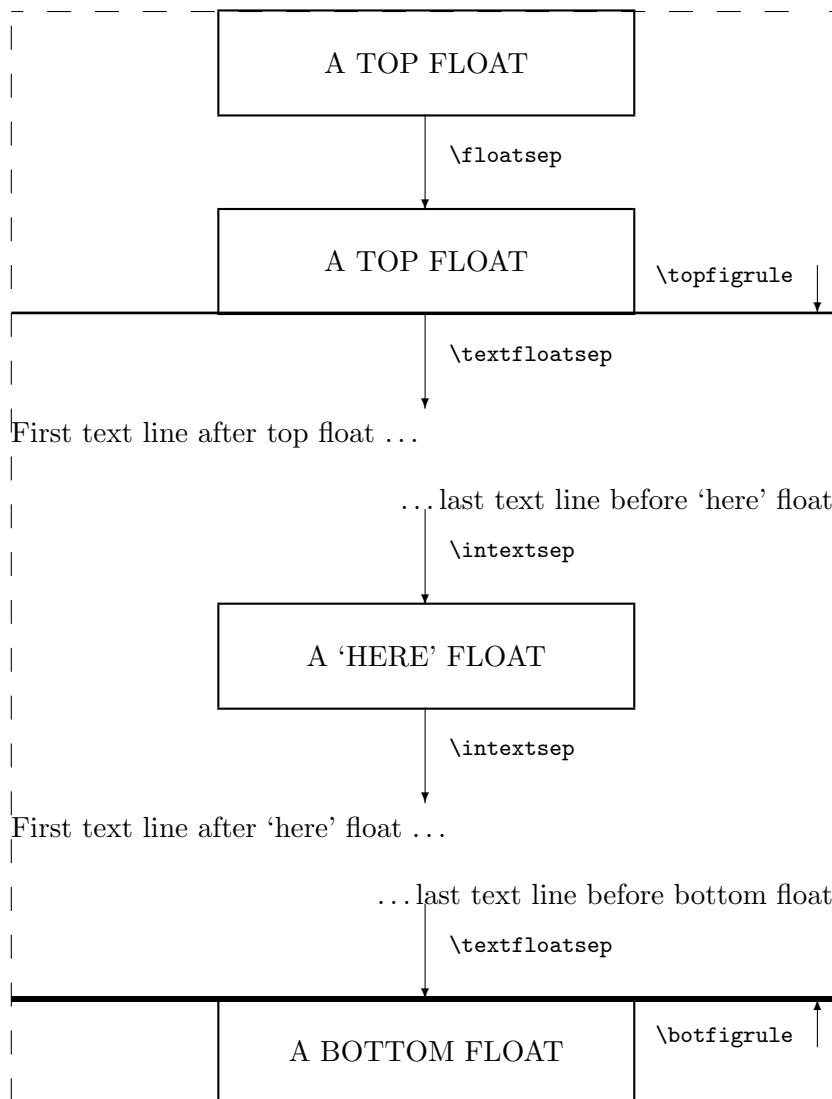 A TOP FLOAT
\floatsep
A TOP FLOAT
\topfigrule
\textfloatsep
First text line after top float …
…last text line before ‘here’ float
\intextsep
A ‘HERE’ FLOAT
\intextsep
First text line after ‘here’ float …
…last text line before bottom float
\textfloatsep
\botfigrule
A BOTTOM FLOAT